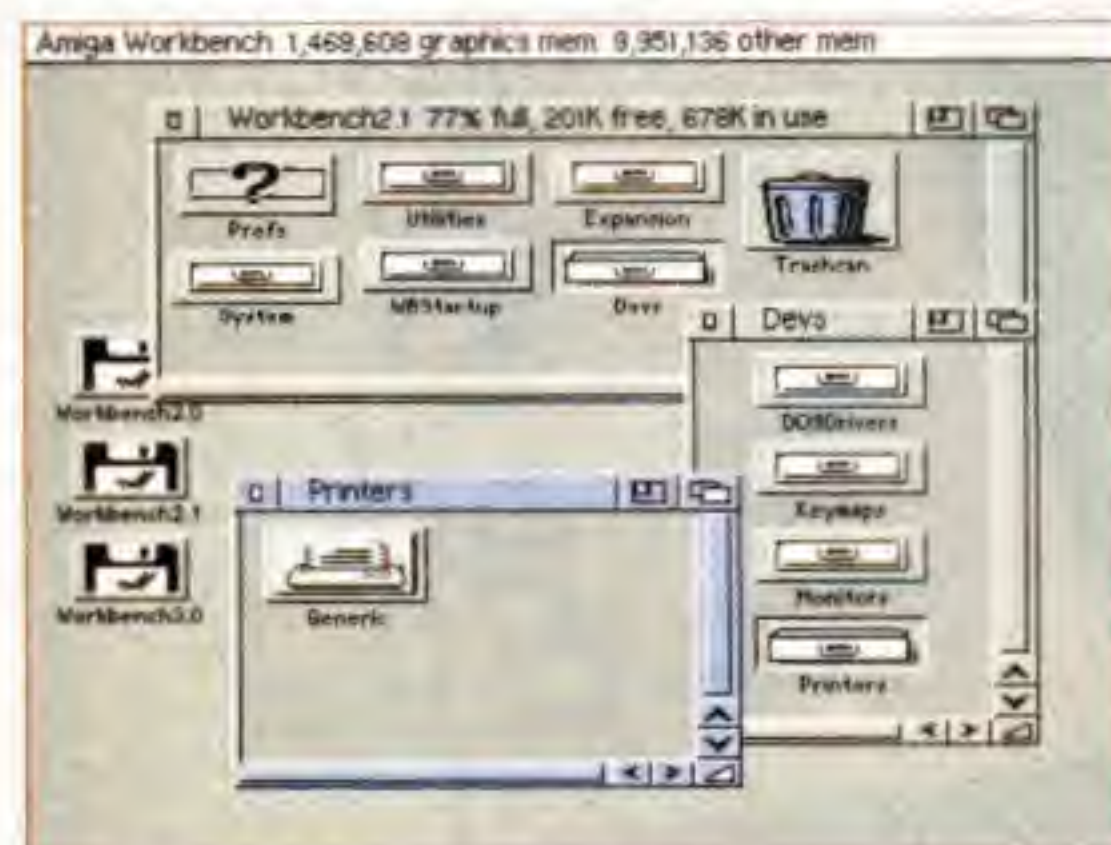 Amiga Workbench 1,468,608 graphics mem 8,951,136 other mem
Workbench2.1 77% full, 201K free, 678K in use
Prefs
Utilities
Expansion
Trashcan
System
WBStartup
Devs
Workbench2.0
Workbench2.1
Workbench3.0
Devs
DOSDrivers
Keymaps
Monitors
Printers
Printers
Generic